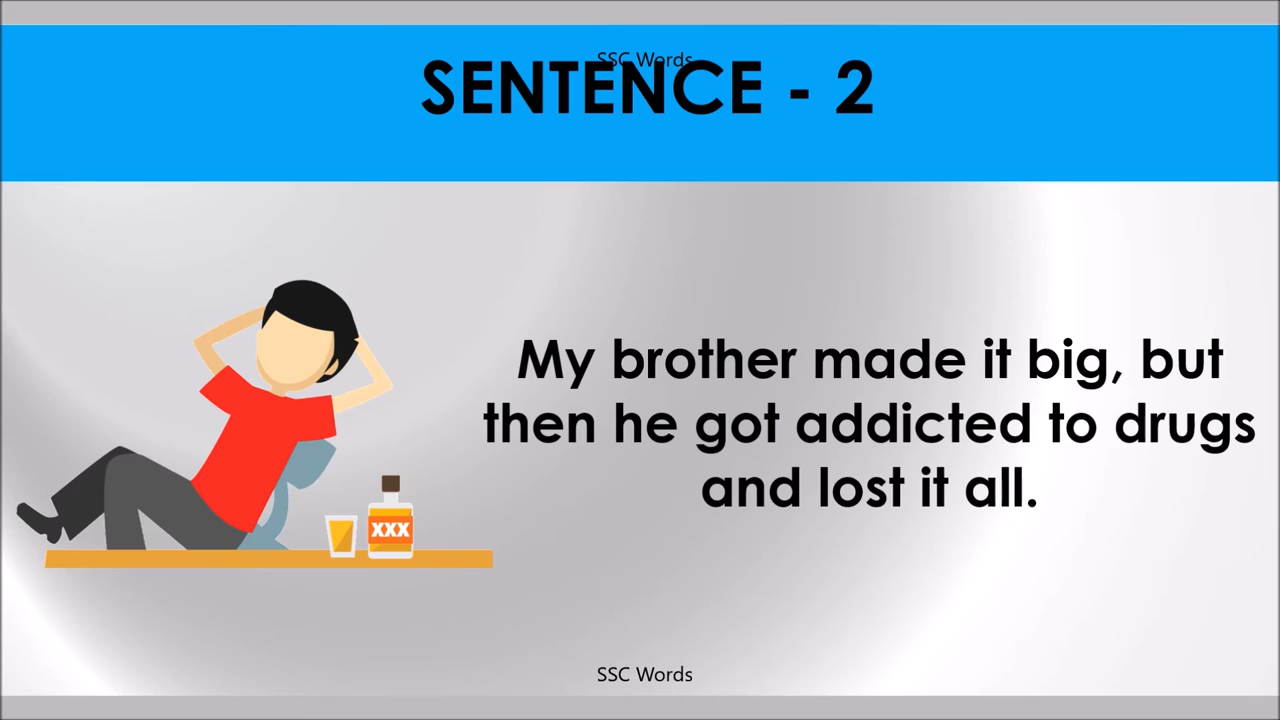 SSC Words
SENTENCE - 2
My brother made it big, but
then he got addicted to drugs
and lost it all.
XXX
SSC Words